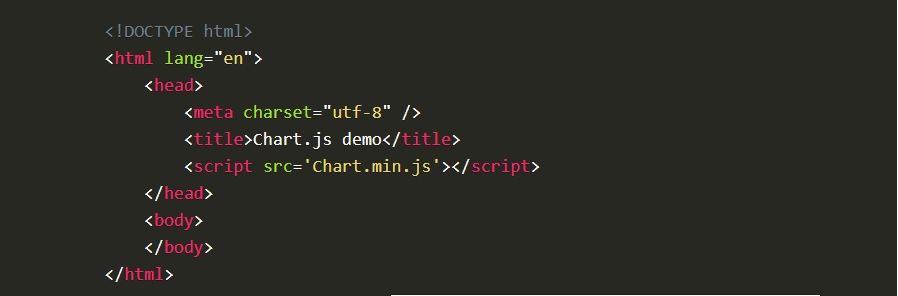 <!DOCTYPE html>
<html lang="en">
    <head>
        <meta charset="utf-8" />
        <title>Chart.js demo</title>
        <script src='Chart.min.js'></script>
    </head>
    <body>
    </body>
</html>